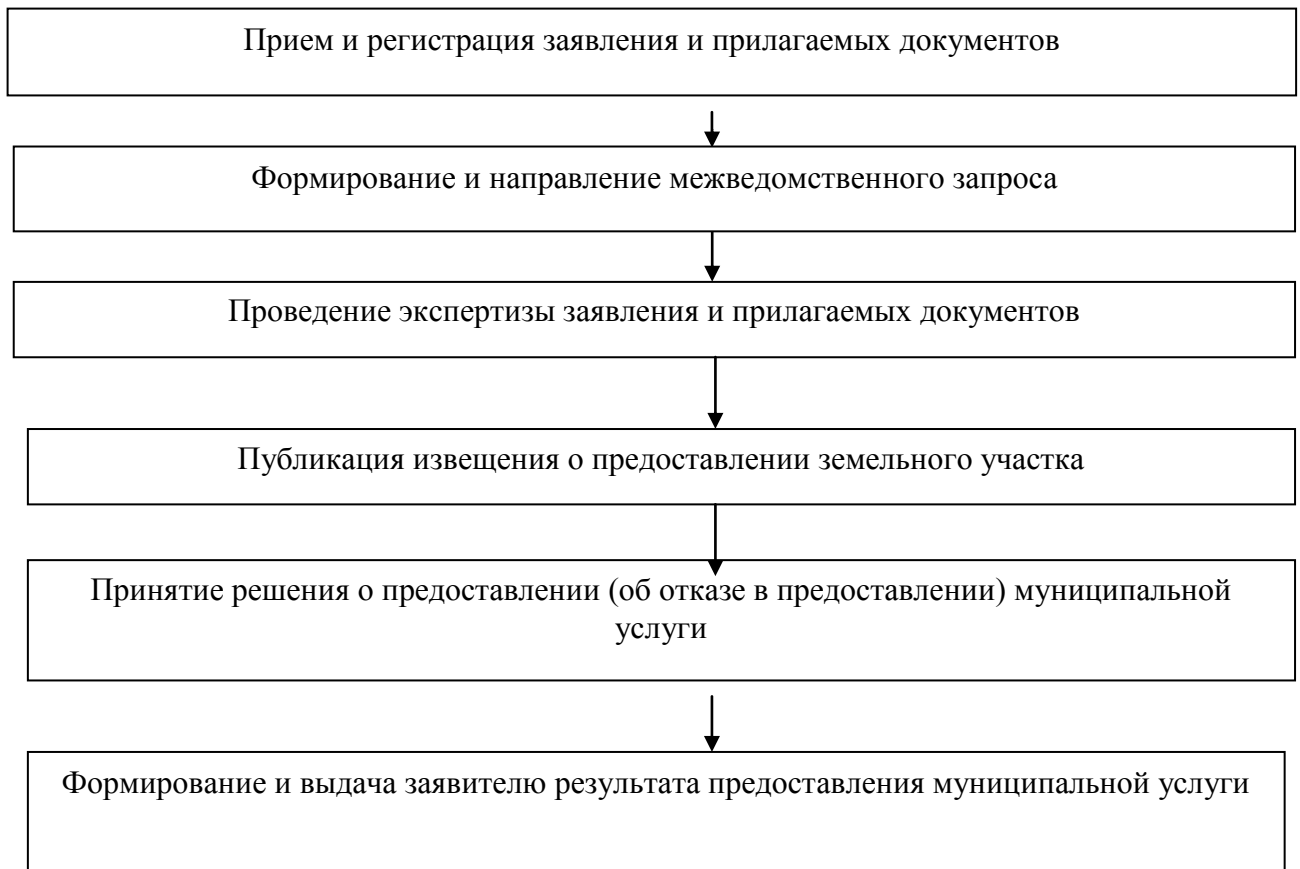 Прием и регистрация заявления и прилагаемых документов
Формирование и направление межведомственного запроса
Проведение экспертизы заявления и прилагаемых документов
Публикация извещения о предоставлении земельного участка
Принятие решения о предоставлении (об отказе в предоставлении) муниципальной
услуги
Формирование и выдача заявителю результата предоставления муниципальной услуги